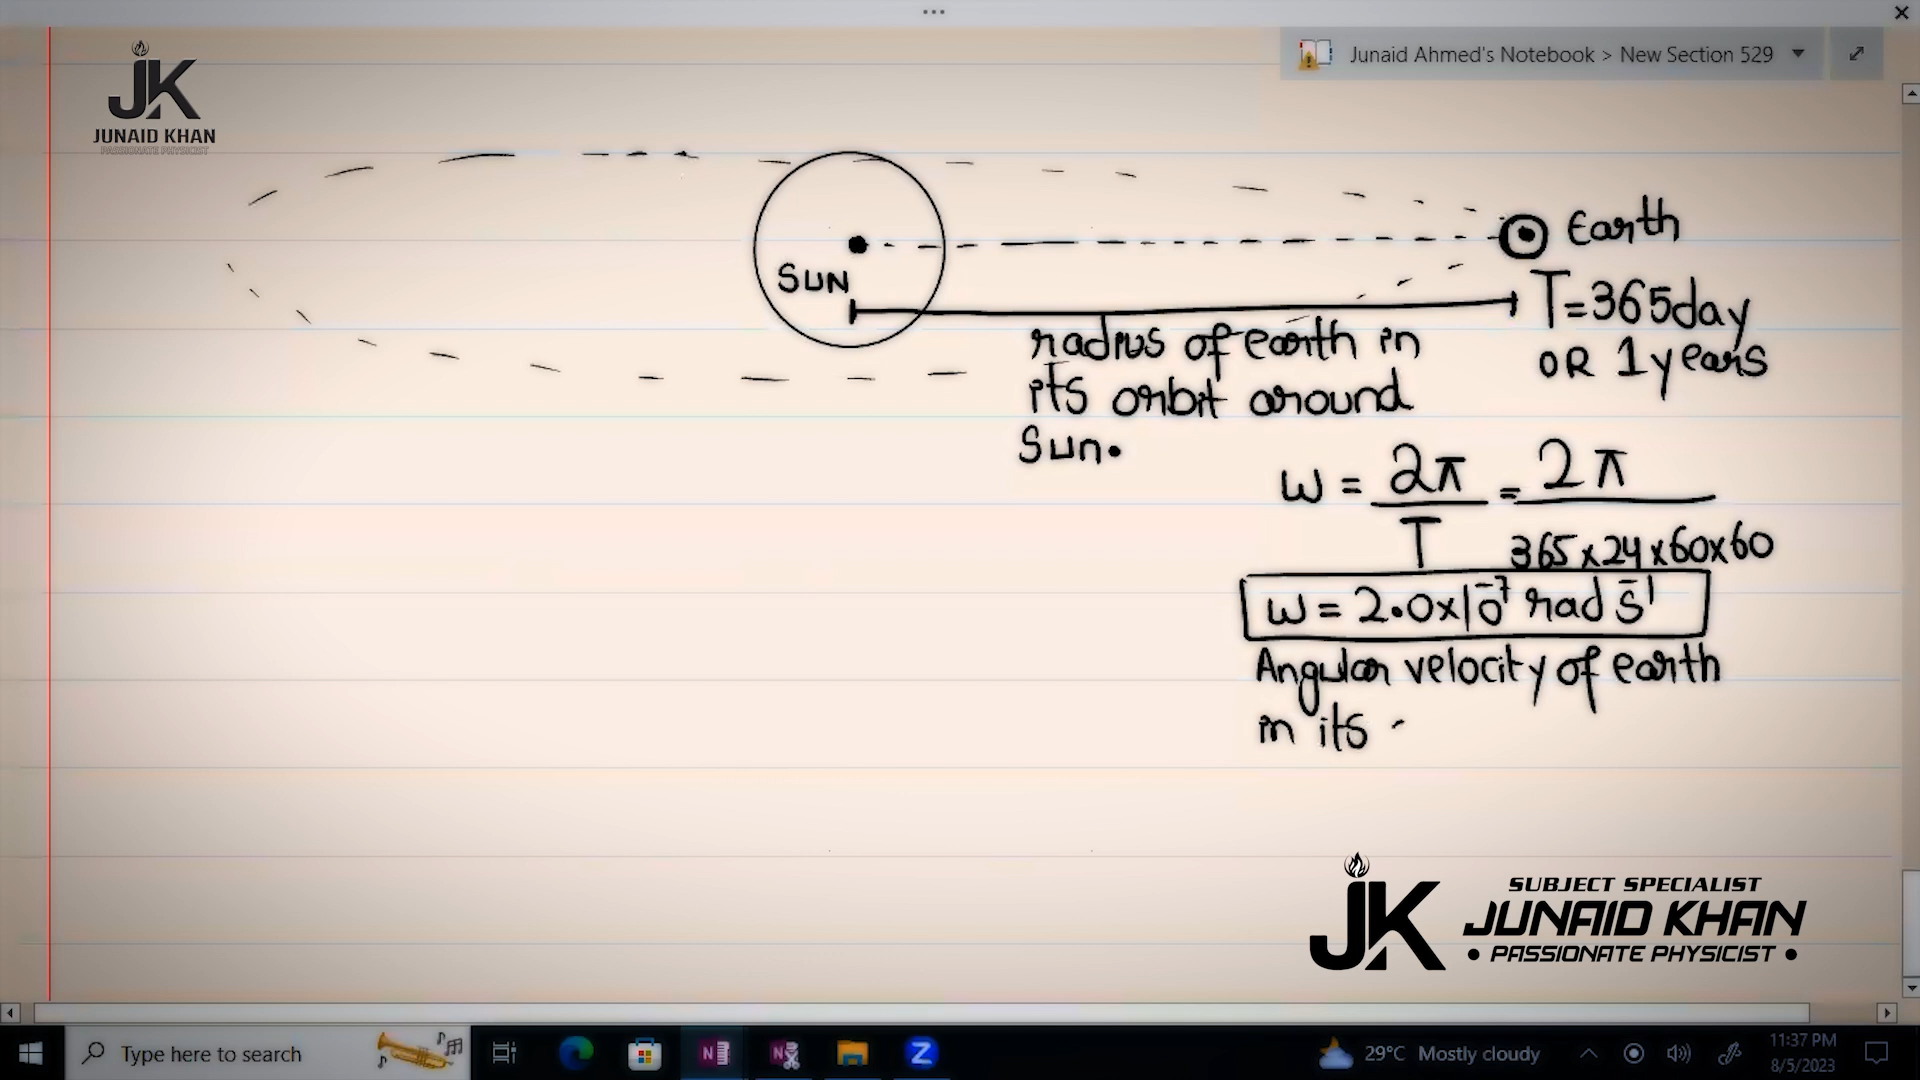 Junaid Ahmed's Notebook > New Section 529
JK
JUNAID KHAN
PASSIONATE PHYSICIST
SUN
Earth
T=365day
OR 1years
radius of earth in
its orbit around
Sun.
ω = 2π/T = 2π/365x24x60x60
ω = 2.0x10⁻⁷ rad s⁻¹
Angular velocity of earth
in its
JK
SUBJECT SPECIALIST
JUNAID KHAN
• PASSIONATE PHYSICIST •
Type here to search
29°C Mostly cloudy
11:37 PM
8/5/2023